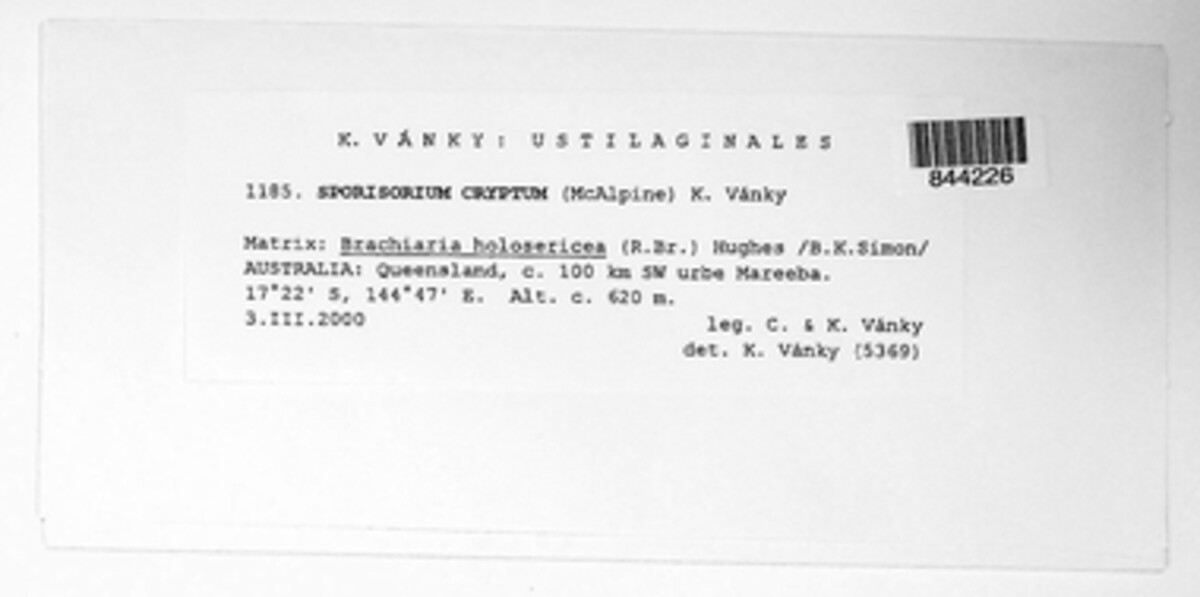 K. VÁNKY: USTILAGINALES
844226
1185. SPORISORIUM CRYPTUM (McAlpine) K. Vánky
Matrix: Brachiaria holosericea (R.Br.) Hughes /B.K.Simon/
AUSTRALIA: Queensland, c. 100 km SW urbe Mareeba.
17°22' S, 144°47' E. Alt. c. 620 m.
3.III.2000
leg. C. & K. Vánky
det. K. Vánky (5369)